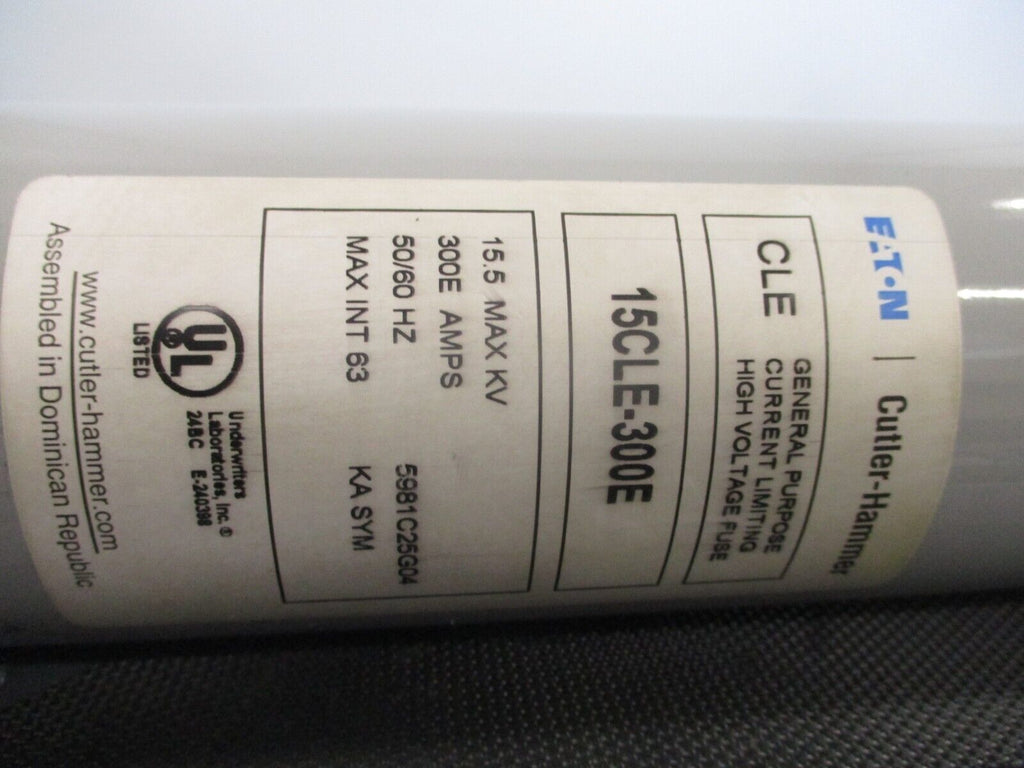 EATON | Cutler-Hammer
CLE
GENERAL PURPOSE
CURRENT LIMITING
HIGH VOLTAGE FUSE
15CLE-300E
15.5 MAX KV
300E AMPS
50/60 HZ 5981C25G04
MAX INT 63 KA SYM
UL
LISTED
Underwriters
Laboratories, Inc.®
24BC E-240398
www.cutler-hammer.com
Assembled in Dominican Republic